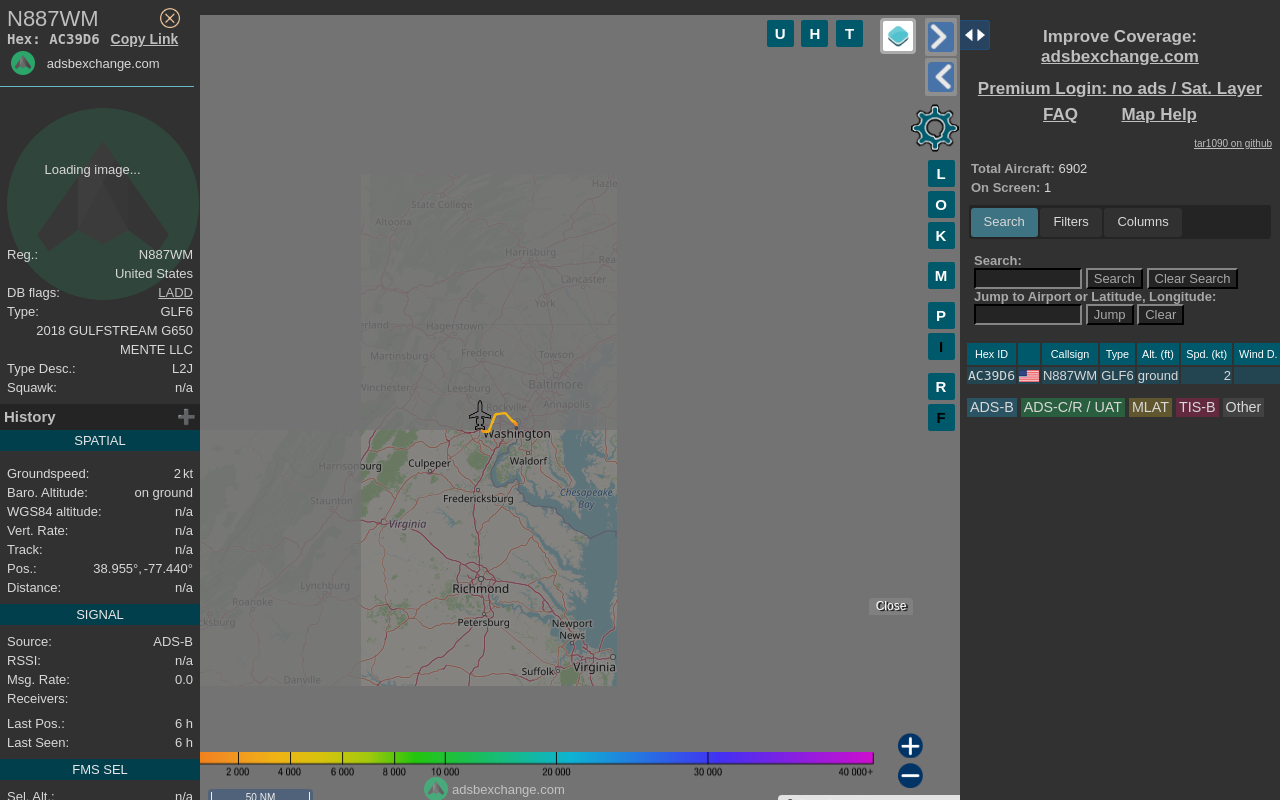 N887WM
Hex: AC39D6 Copy Link
adsbexchange.com
Loading image...
Reg.: N887WM
United States
DB flags: LADD
Type: GLF6
2018 GULFSTREAM G650
MENTE LLC
Type Desc.: L2J
Squawk: n/a
History
SPATIAL
Groundspeed: 2 kt
Baro. Altitude: on ground
WGS84 altitude: n/a
Vert. Rate: n/a
Track: n/a
Pos.: 38.955°, -77.440°
Distance: n/a
SIGNAL
Source: ADS-B
RSSI: n/a
Msg. Rate: 0.0
Receivers:
Last Pos.: 6 h
Last Seen: 6 h
FMS SEL
Sel. Alt.: n/a
U H T
L
O
K
M
P
I
R
F
State College
Hazle
Altoona
Harrisburg
Rea
Lancaster
York
erland
Hagerstown
Martinsburg
Frederick
Towson
Winchester
Leesburg
Baltimore
Rockville
Annapolis
Washington
Harrisonburg
Culpeper
Waldorf
Fredericksburg
Chesapeake
Bay
Staunton
Virginia
Lynchburg
Richmond
Roanoke
cksburg
Petersburg
Newport
News
Danville
Suffolk
Virginia
Close
2 000 4 000 6 000 8 000 10 000 20 000 30 000 40 000+
adsbexchange.com
50 NM
Improve Coverage:
adsbexchange.com
Premium Login: no ads / Sat. Layer
FAQ Map Help
tar1090 on github
Total Aircraft: 6902
On Screen: 1
Search Filters Columns
Search:
Search Clear Search
Jump to Airport or Latitude, Longitude:
Jump Clear
Hex ID Callsign Type Alt. (ft) Spd. (kt) Wind D.
AC39D6 N887WM GLF6 ground 2
ADS-B ADS-C/R / UAT MLAT TIS-B Other